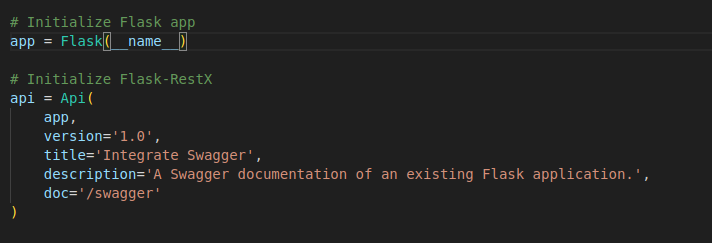 # Initialize Flask app
app = Flask(__name__)
# Initialize Flask-RestX
api = Api(
app,
version='1.0',
title='Integrate Swagger',
description='A Swagger documentation of an existing Flask application.',
doc='/swagger'
)